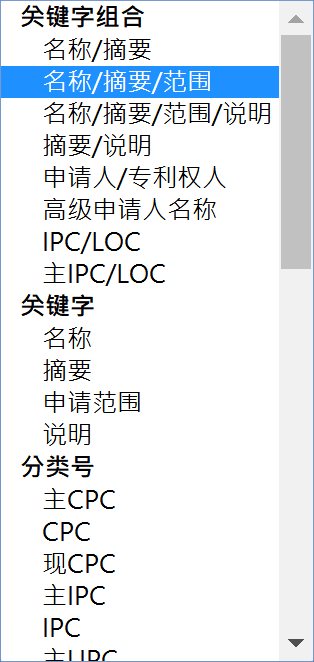 关键字组合
名称/摘要
名称/摘要/范围
名称/摘要/范围/说明
摘要/说明
申请人/专利权人
高级申请人名称
IPC/LOC
主IPC/LOC
关键字
名称
摘要
申请范围
说明
分类号
主CPC
CPC
现CPC
主IPC
IPC